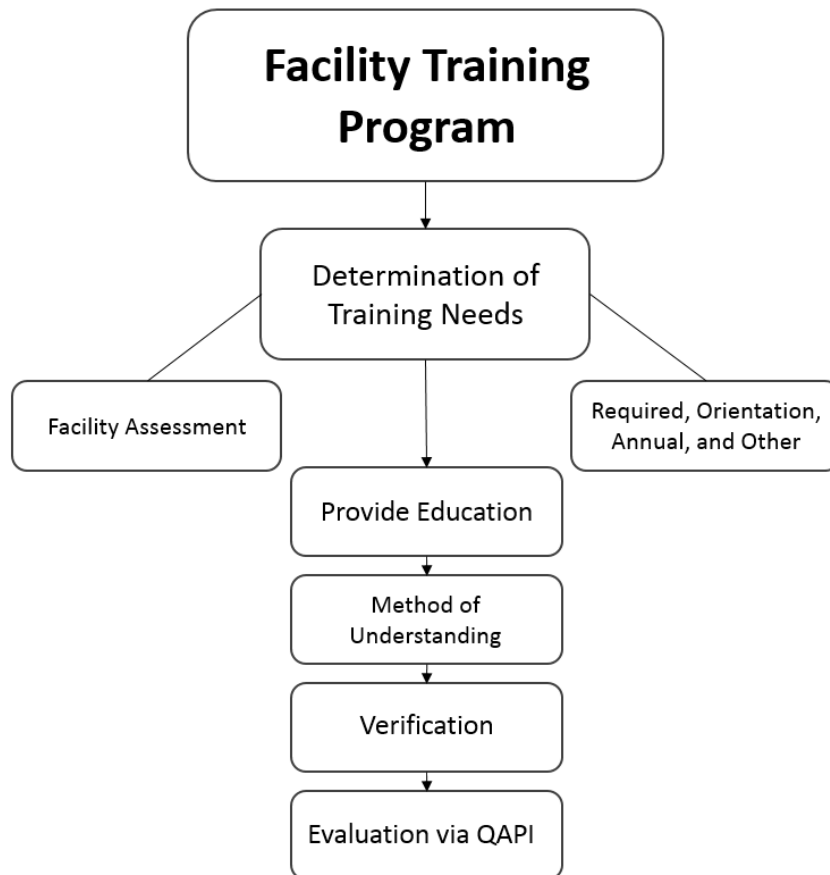 Facility Training
Program
Determination of
Training Needs
Facility Assessment
Required, Orientation,
Annual, and Other
Provide Education
Method of
Understanding
Verification
Evaluation via QAPI